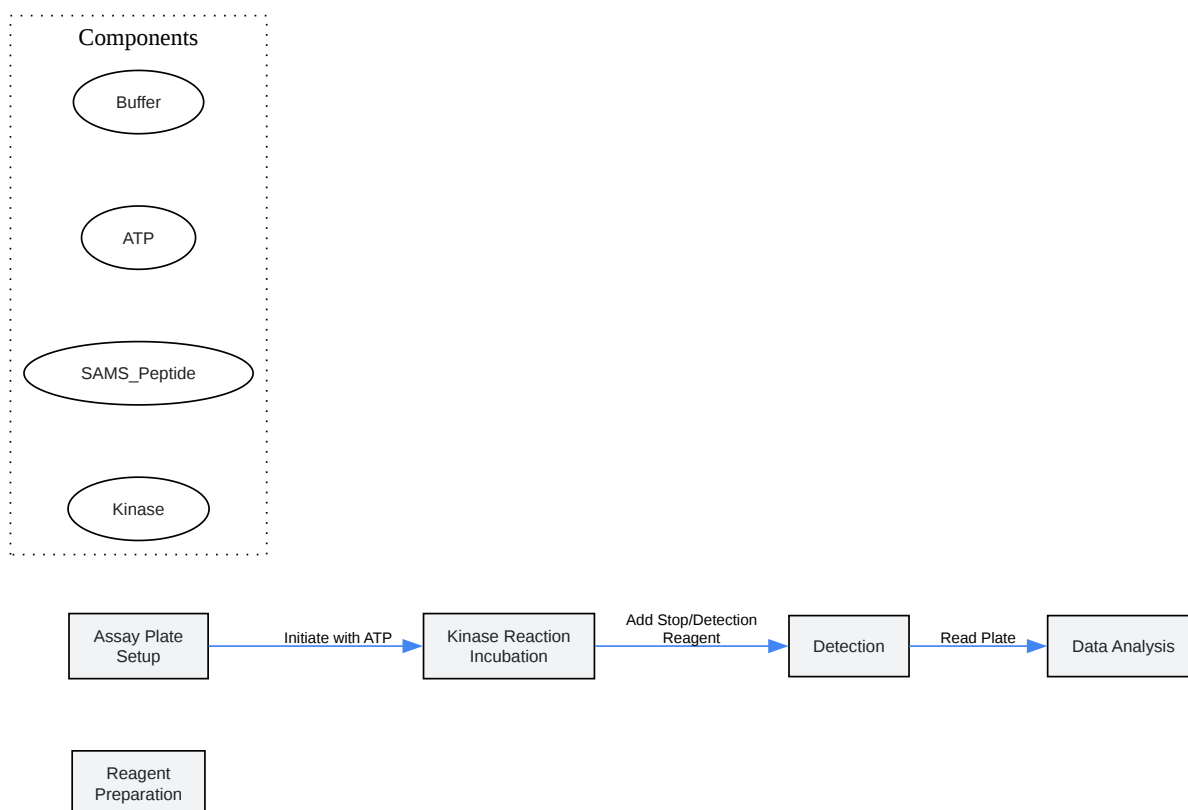 Components
Buffer
ATP
SAMS_Peptide
Kinase
Assay Plate
Setup
Initiate with ATP
Kinase Reaction
Incubation
Add Stop/Detection
Reagent
Detection
Read Plate
Data Analysis
Reagent
Preparation